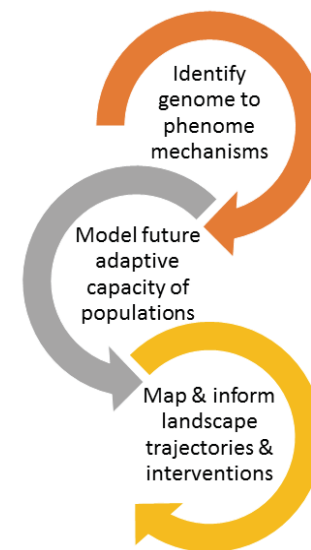 Identify
genome to
phenome
mechanisms
Model future
adaptive
capacity of
populations
Map & inform
landscape
trajectories &
interventions